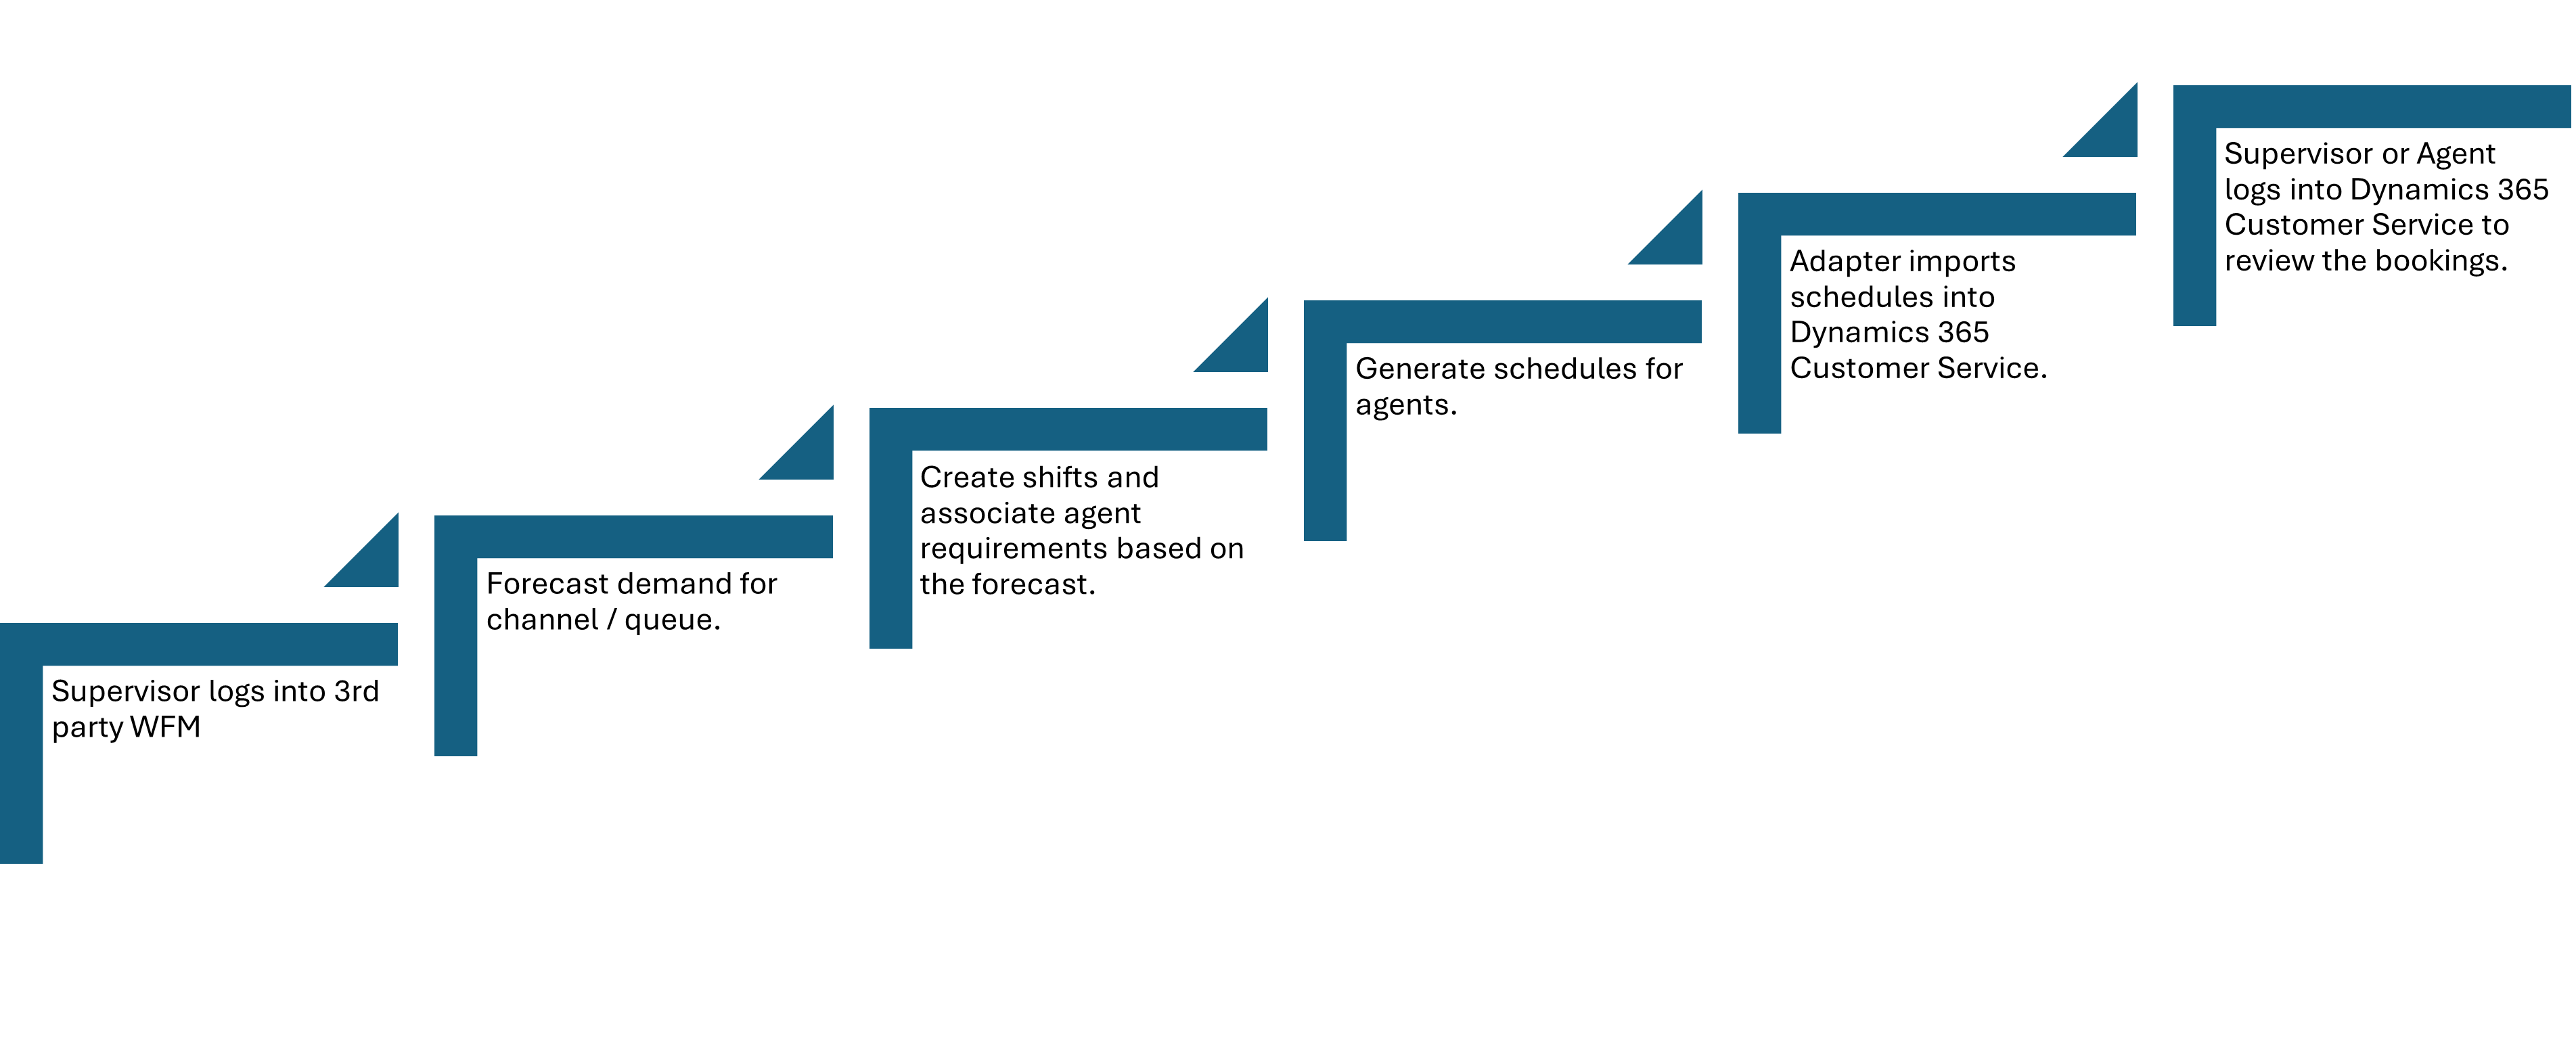 Supervisor logs into 3rd
party WFM
Forecast demand for
channel / queue.
Create shifts and
associate agent
requirements based on
the forecast.
Generate schedules for
agents.
Adapter imports
schedules into
Dynamics 365
Customer Service.
Supervisor or Agent
logs into Dynamics 365
Customer Service to
review the bookings.